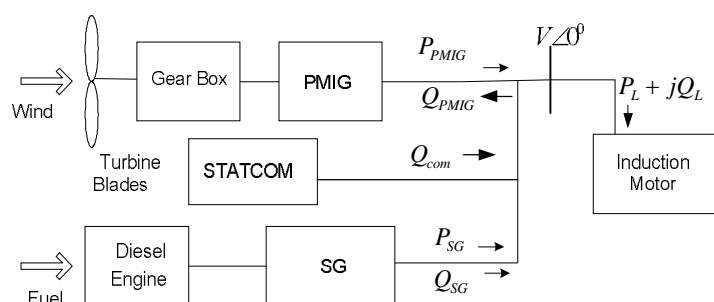 Wind
Turbine
Blades
Gear Box
PMIG
P_PMIG
Q_PMIG
V∠0⁰
P_L + jQ_L
Induction
Motor
STATCOM
Q_com
Fuel
Diesel
Engine
SG
P_SG
Q_SG